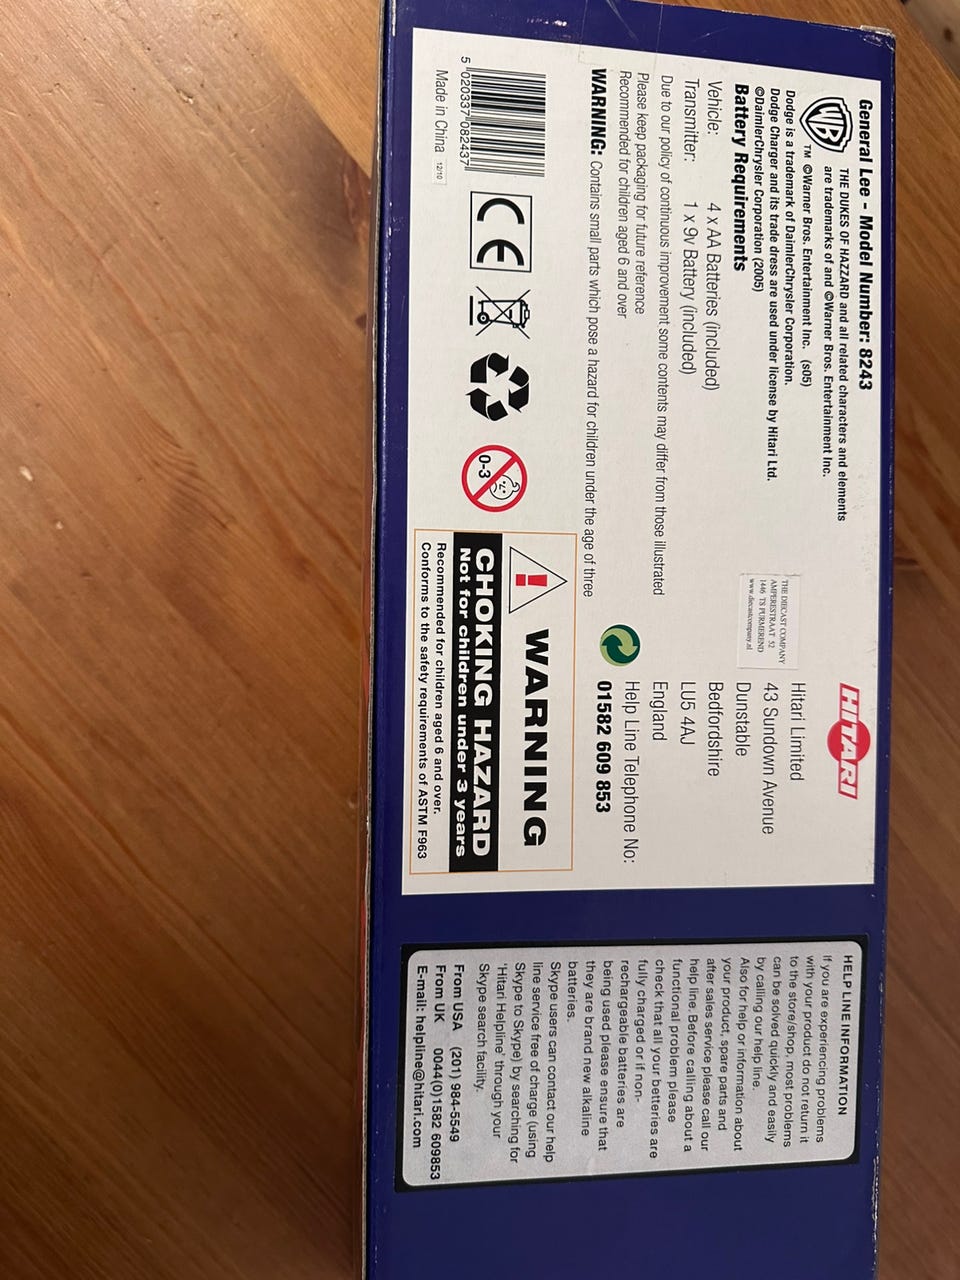 General Lee - Model Number: 8243
WB
THE DUKES OF HAZZARD and all related characters and elements
are trademarks of and ©Warner Bros. Entertainment Inc.
TM ©Warner Bros. Entertainment Inc. (s05)
Dodge is a trademark of DaimlerChrysler Corporation.
Dodge Charger and its trade dress are used under license by Hitari Ltd.
©DaimlerChrysler Corporation (2005)
Battery Requirements
Vehicle: 4 x AA Batteries (included)
Transmitter: 1 x 9v Battery (included)
Due to our policy of continuous improvement some contents may differ from those illustrated
Please keep packaging for future reference
Recommended for children aged 6 and over
WARNING: Contains small parts which pose a hazard for children under the age of three
5 020337 082437
Made in China 12/10
CE
0-3
HITARI
THE DIECAST COMPANY
AMPERESTRAAT 52
1446 TS PURMEREND
www.diecastcompany.nl
Hitari Limited
43 Sundown Avenue
Dunstable
Bedfordshire
LU5 4AJ
England
Help Line Telephone No:
01582 609 853
WARNING
CHOKING HAZARD
Not for children under 3 years
Recommended for children aged 6 and over.
Conforms to the safety requirements of ASTM F963
HELP LINE INFORMATION
If you are experiencing problems
with your product do not return it
to the store/shop, most problems
can be solved quickly and easily
by calling our help line.
Also for help or information about
your product, spare parts and
after sales service please call our
help line. Before calling about a
functional problem please
check that all your betteries are
fully charged or if non-
rechargeable batteries are
being used please ensure that
they are brand new alkaline
batteries.
Skype users can contact our help
line service free of charge (using
Skype to Skype) by searching for
'Hitari Helpline' through your
Skype search facility.
From USA (201) 984-5549
From UK 0044(0)1582 609853
E-mail: helpline@hitari.com